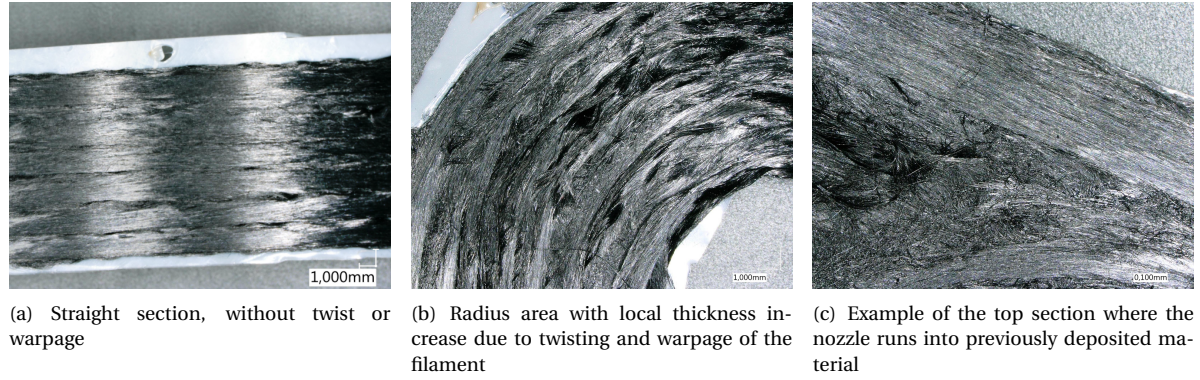 1,000mm
1,000mm
0,100mm
(a) Straight section, without twist or
warpage
(b) Radius area with local thickness in-
crease due to twisting and warpage of the
filament
(c) Example of the top section where the
nozzle runs into previously deposited ma-
terial